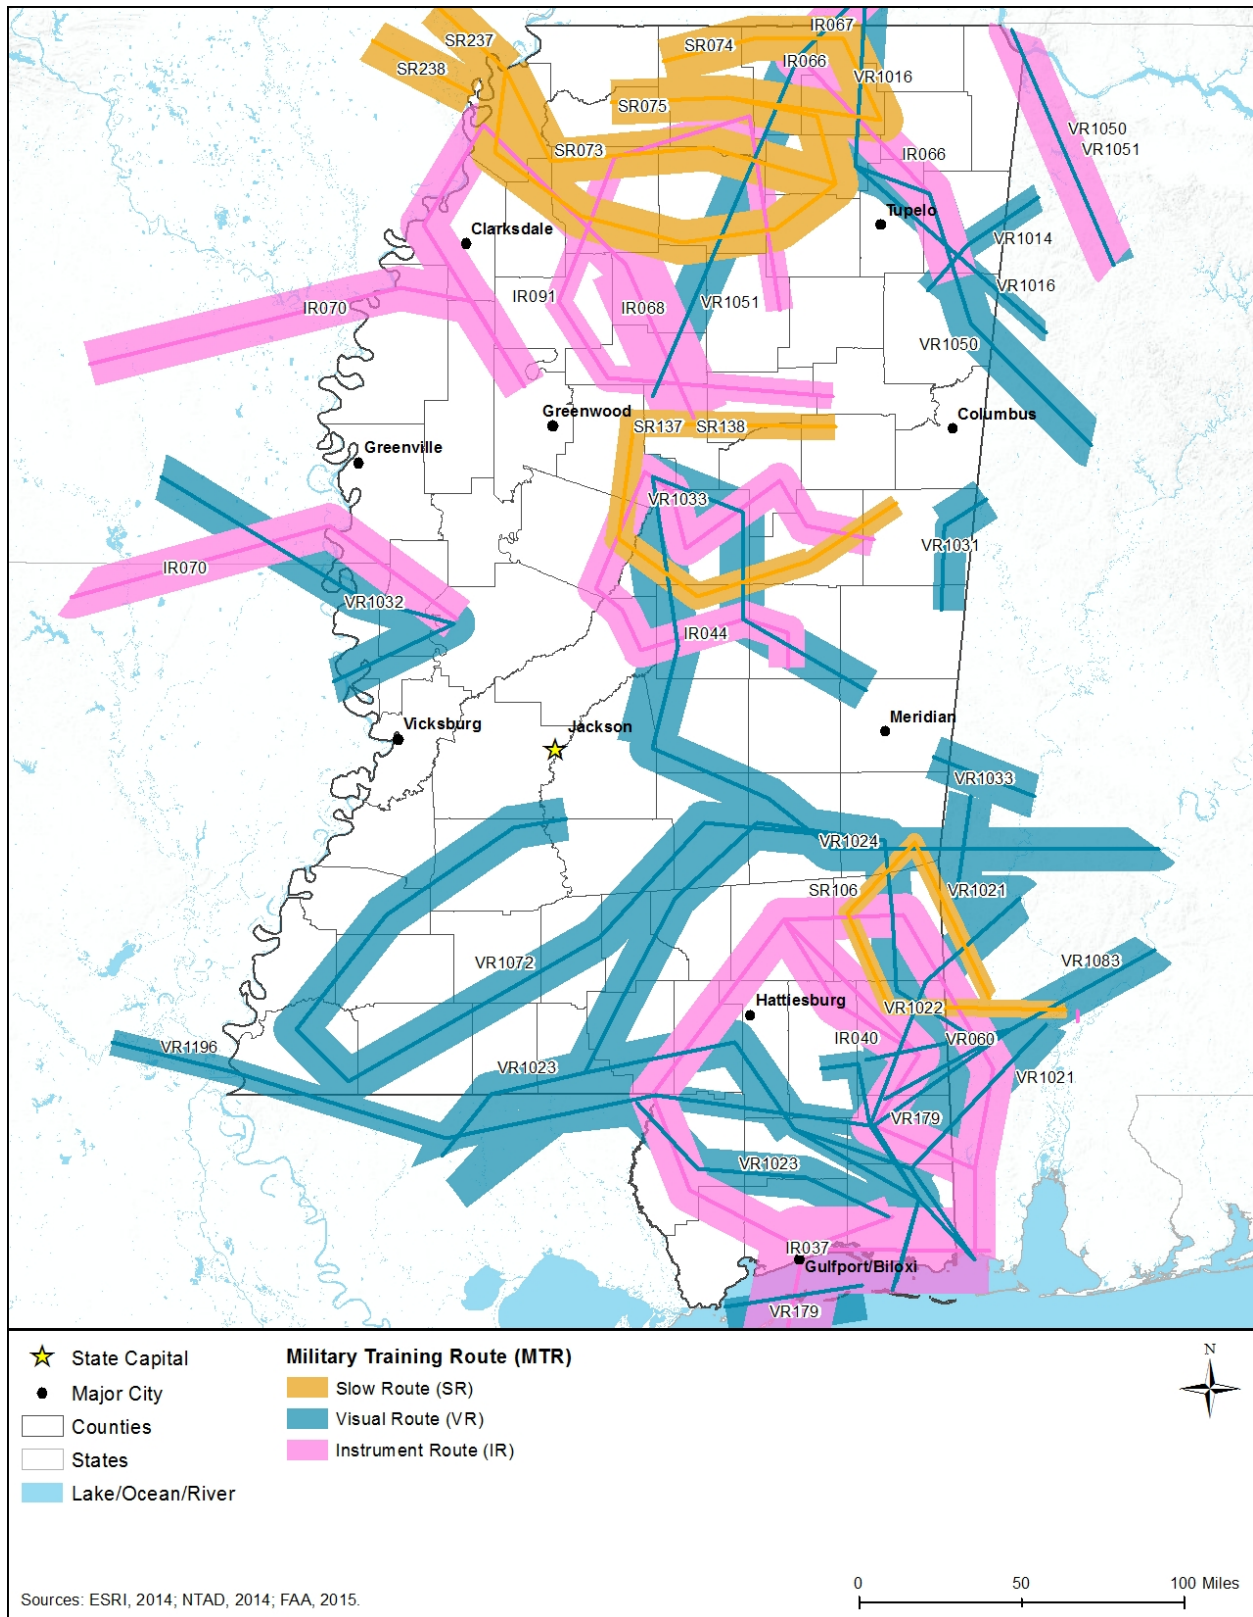 IR067
SR237
SR074
IR066
SR238
VR1016
SR075
VR1050
VR1051
SR073
IR066
Tupelo
Clarksdale
VR1014
VR1016
IR091
IR070
IR068
VR1051
VR1050
Greenwood
Columbus
SR137
SR138
Greenville
VR1033
VR1031
IR070
VR1032
IR044
Vicksburg
Jackson
Meridian
VR1033
VR1024
SR106
VR1021
VR1072
VR1083
Hattiesburg
VR1022
IR040
VR060
VR1196
VR1023
VR1021
VR179
VR1023
IR037
Gulfport/Biloxi
VR179
State Capital
Major City
Counties
States
Lake/Ocean/River
Military Training Route (MTR)
Slow Route (SR)
Visual Route (VR)
Instrument Route (IR)
N
Sources: ESRI, 2014; NTAD, 2014; FAA, 2015.
0 50 100 Miles